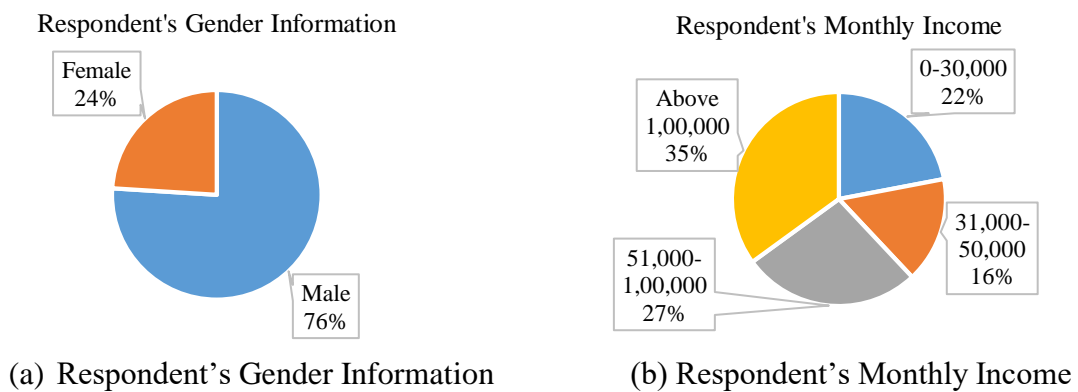 Respondent's Gender Information
Female
24%
Male
76%
(a) Respondent’s Gender Information
Respondent's Monthly Income
0-30,000
22%
Above
1,00,000
35%
31,000-
50,000
16%
51,000-
1,00,000
27%
(b) Respondent’s Monthly Income